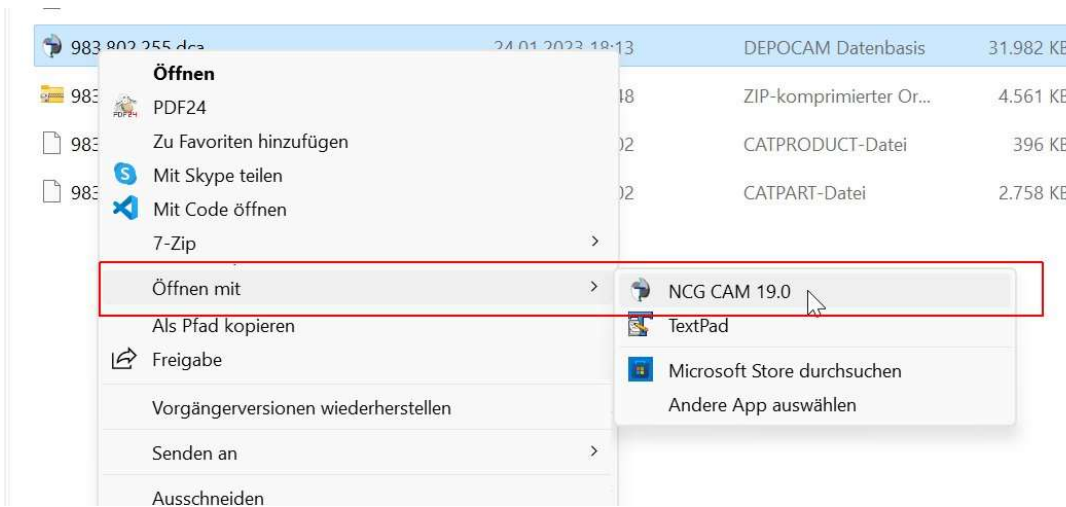 983 802 255.dca 24.01.2023 18:13 DEPOCAM Datenbasis 31.982 KB
983 48 ZIP-komprimierter Or... 4.561 KB
983 02 CATPRODUCT-Datei 396 KB
983 02 CATPART-Datei 2.758 KB
Öffnen
PDF24
Zu Favoriten hinzufügen
Mit Skype teilen
Mit Code öffnen
7-Zip
Öffnen mit
Als Pfad kopieren
Freigabe
Vorgängerversionen wiederherstellen
Senden an
Ausschneiden
NCG CAM 19.0
TextPad
Microsoft Store durchsuchen
Andere App auswählen